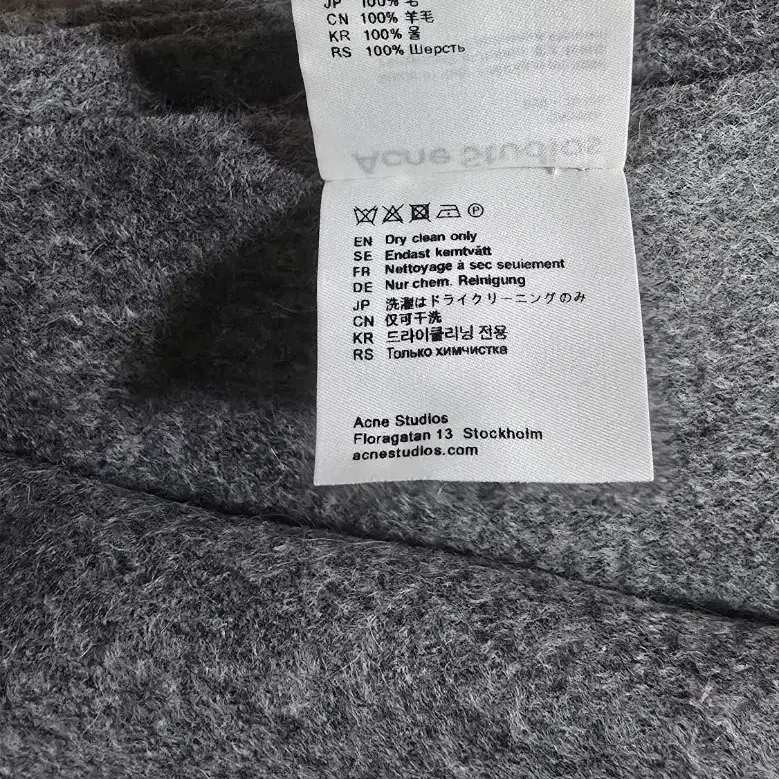 JP 100% 毛
CN 100% 羊毛
KR 100% 울
RS 100% Шерсть
Acne Studios
P
EN Dry clean only
SE Endast kemtvätt
FR Nettoyage à sec seulement
DE Nur chem. Reinigung
JP 洗濯はドライクリーニングのみ
CN 仅可干洗
KR 드라이클리닝 전용
RS Только химчистка
Acne Studios
Floragatan 13 Stockholm
acnestudios.com